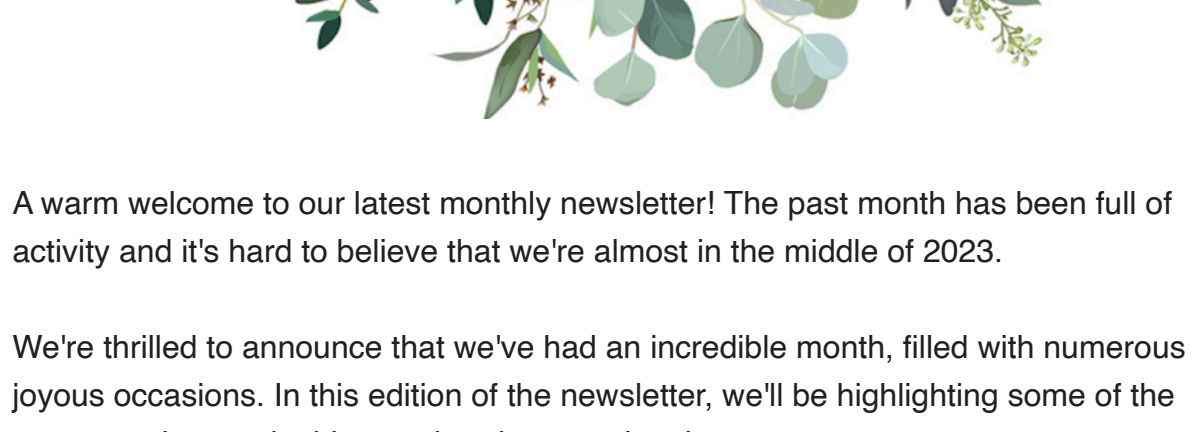 A warm welcome to our latest monthly newsletter! The past month has been full of
activity and it's hard to believe that we're almost in the middle of 2023.
We're thrilled to announce that we've had an incredible month, filled with numerous
joyous occasions. In this edition of the newsletter, we'll be highlighting some of the